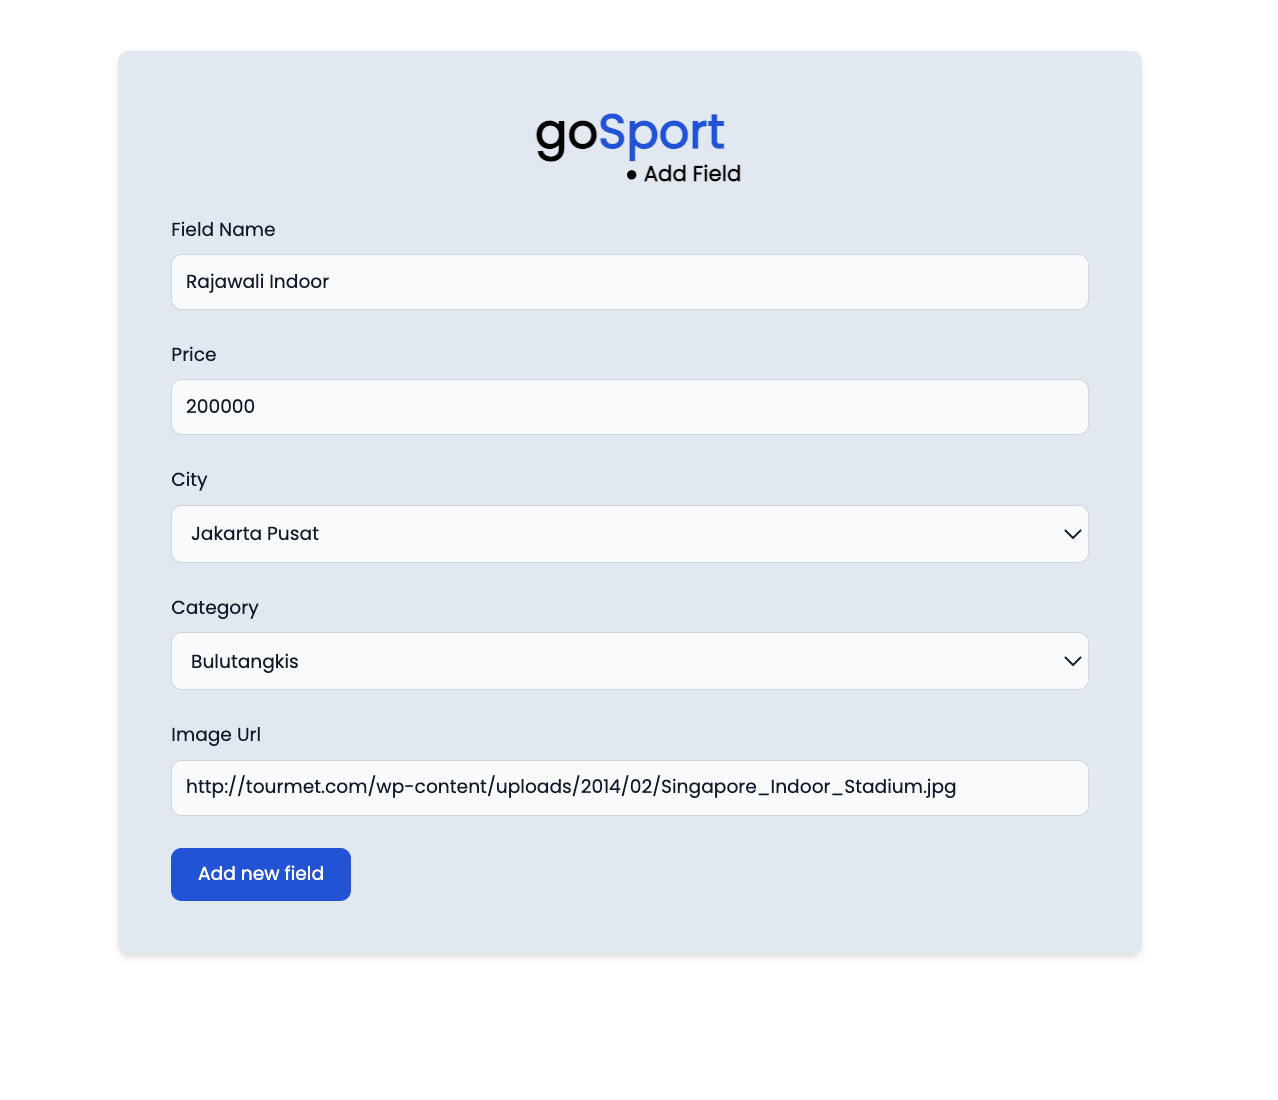 goSport
• Add Field
Field Name
Rajawali Indoor
Price
200000
City
Jakarta Pusat
Category
Bulutangkis
Image Url
http://tourmet.com/wp-content/uploads/2014/02/Singapore_Indoor_Stadium.jpg
Add new field